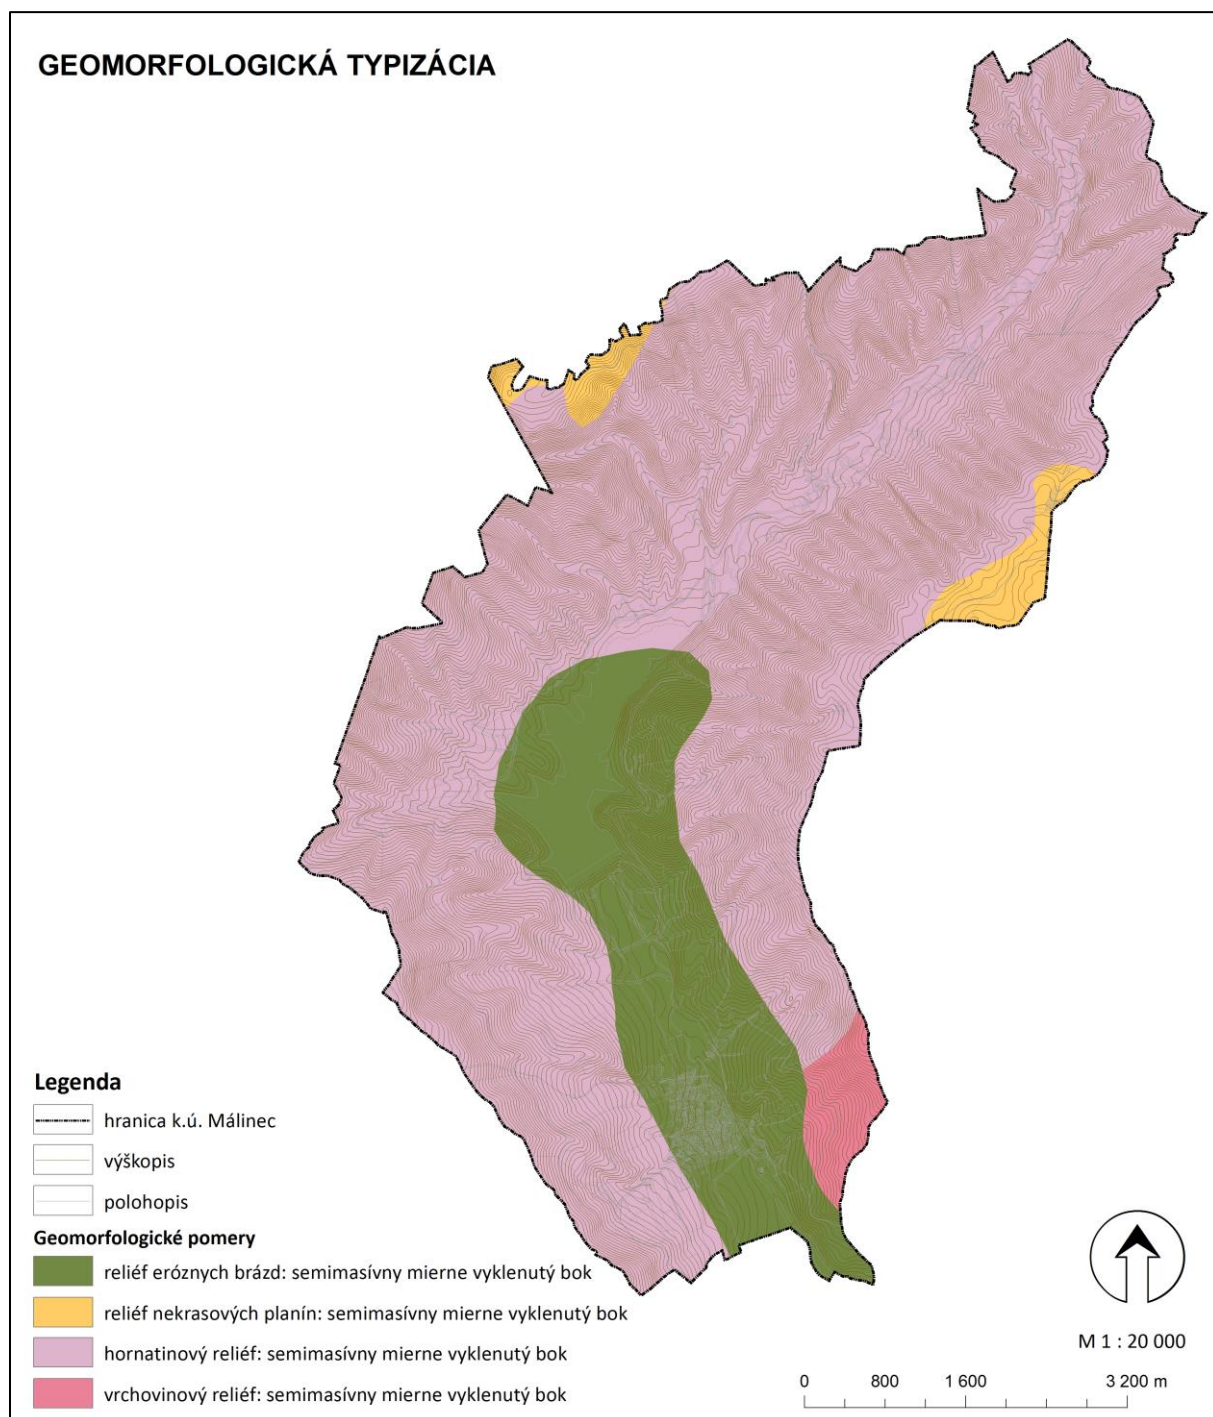 GEOMORFOLOGICKÁ TYPIZÁCIA
Legenda
hranica k.ú. Málinec
výškopis
polohopis
Geomorfologické pomery
reliéf eróznych brázd: semimasívny mierne vyklenutý bok
reliéf nekrasových planín: semimasívny mierne vyklenutý bok
hornatinový reliéf: semimasívny mierne vyklenutý bok
vrchovinový reliéf: semimasívny mierne vyklenutý bok
M 1 : 20 000
0 800 1 600 3 200 m